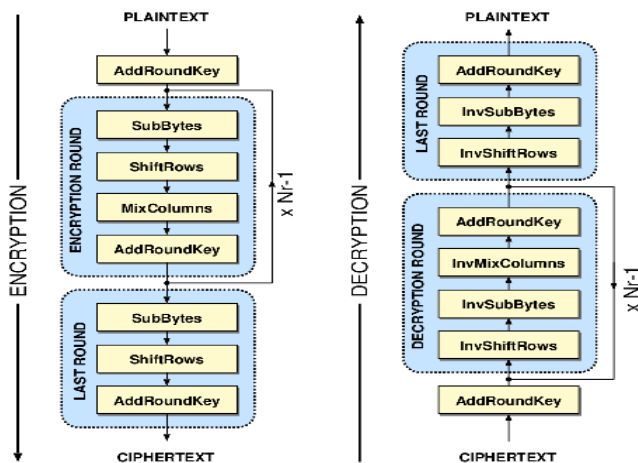 PLAINTEXT
AddRoundKey
SubBytes
ShiftRows
MixColumns
AddRoundKey
ENCRYPTION ROUND
x Nr-1
SubBytes
ShiftRows
AddRoundKey
LAST ROUND
CIPHERTEXT
ENCRYPTION
PLAINTEXT
AddRoundKey
InvSubBytes
InvShiftRows
LAST ROUND
AddRoundKey
InvMixColumns
InvSubBytes
InvShiftRows
DECRYPTION ROUND
x Nr-1
AddRoundKey
CIPHERTEXT
DECRYPTION